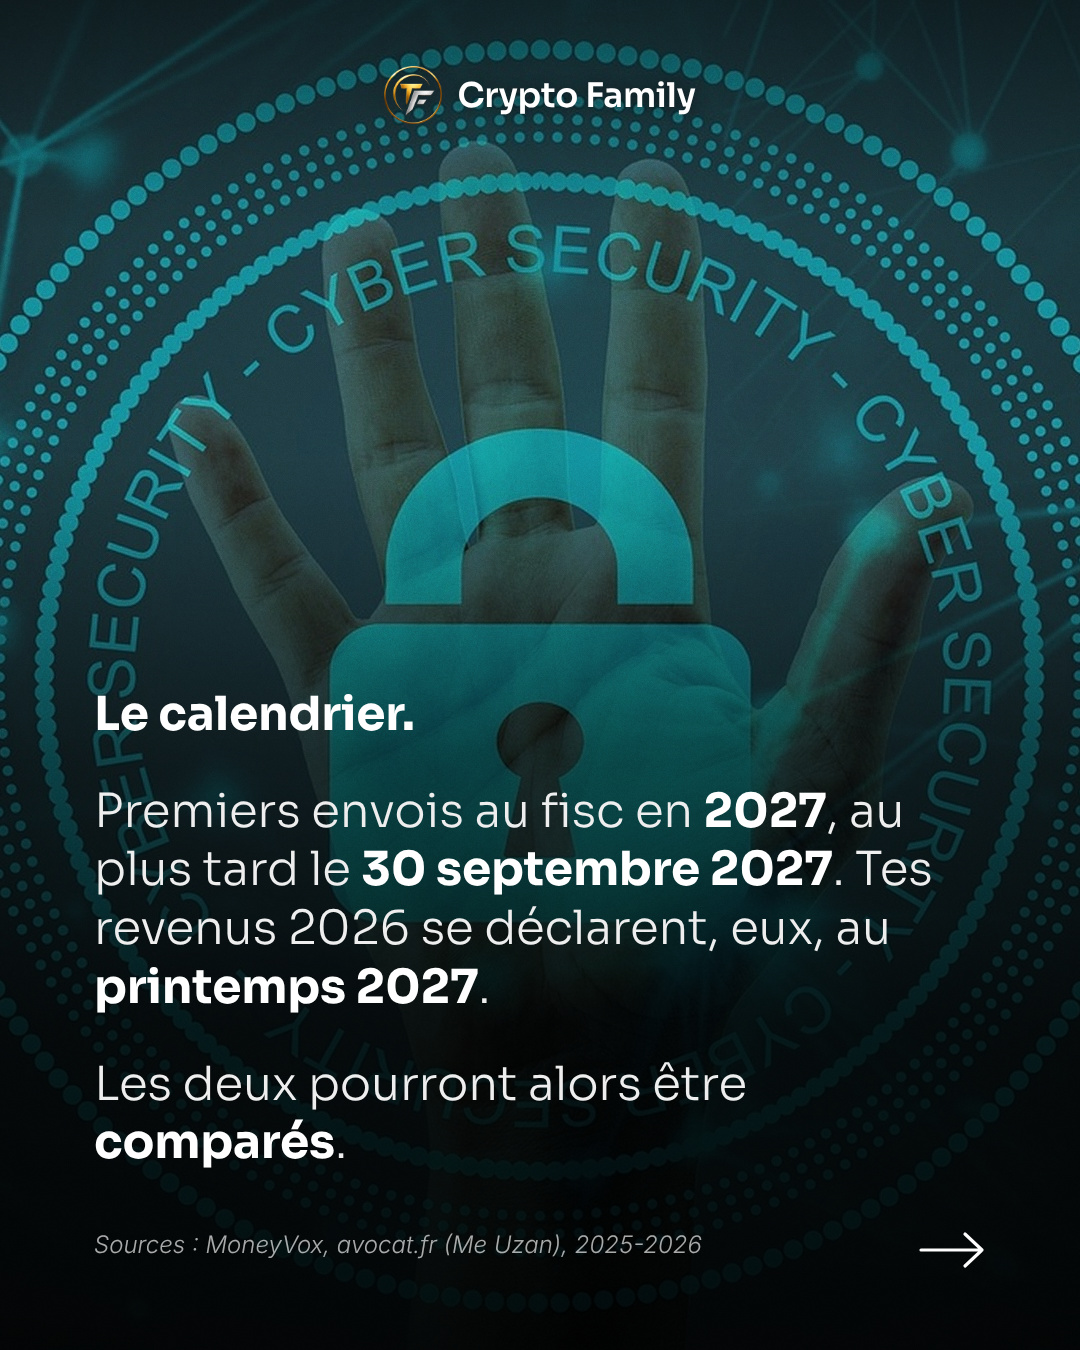 TF Crypto Family
CYBER SECURITY - CYBER SECURITY - CYBER SECURITY -
Le calendrier.
Premiers envois au fisc en 2027, au
plus tard le 30 septembre 2027. Tes
revenus 2026 se déclarent, eux, au
printemps 2027.
Les deux pourront alors être
comparés.
Sources : MoneyVox, avocat.fr (Me Uzan), 2025-2026